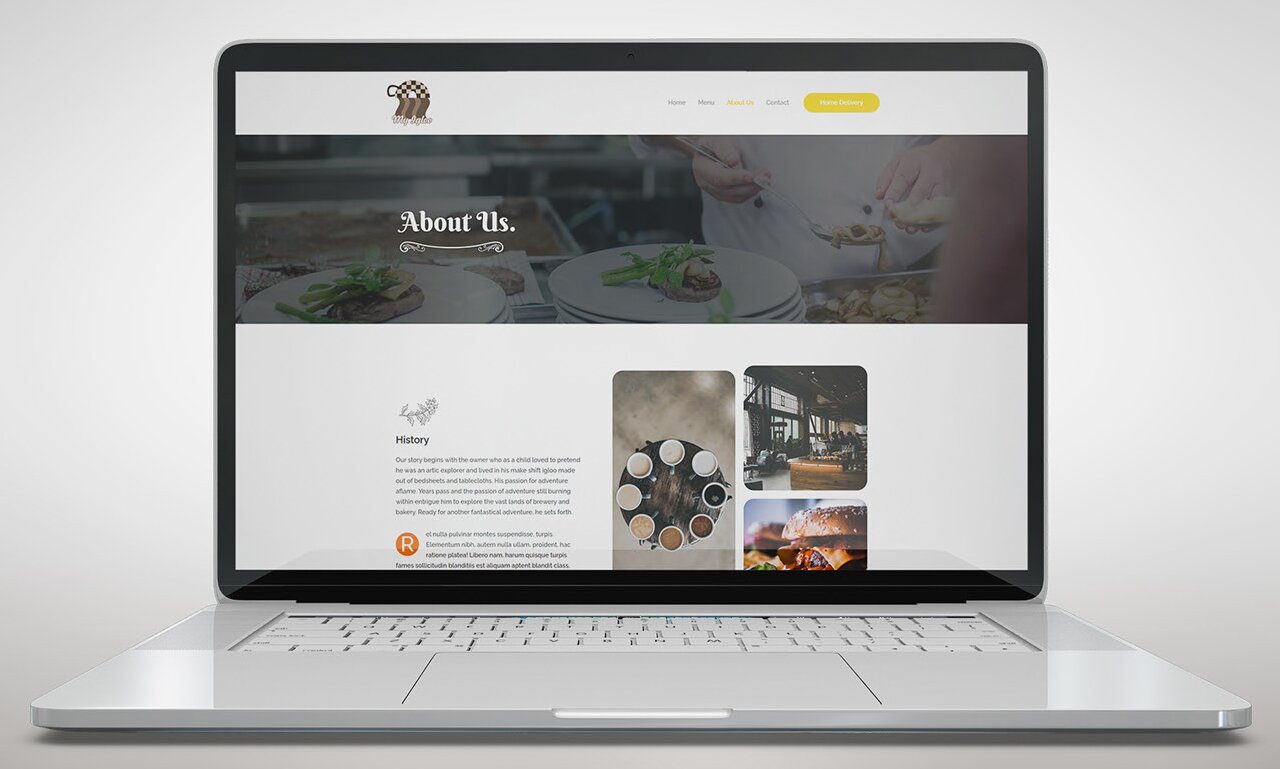 My Igloo
Home Menu About Us Contact Home Delivery
About Us.
History
Our story begins with the owner who as a child loved to pretend
he was an artic explorer and lived in his make shift igloo made
out of bedsheets and tablecloths. His passion for adventure
aflame. Years pass and the passion of adventure still burning
within entrigue him to explore the vast lands of brewery and
bakery. Ready for another fantastical adventure, he sets forth.
R et nulla pulvinar montes suspendisse, turpis.
Elementum nibh, autem nulla ullam, proident, hac
ratione platea! Libero nam, harum quisque turpis
fames sollicitudin blanditiis est aliquam aptent blandit class,